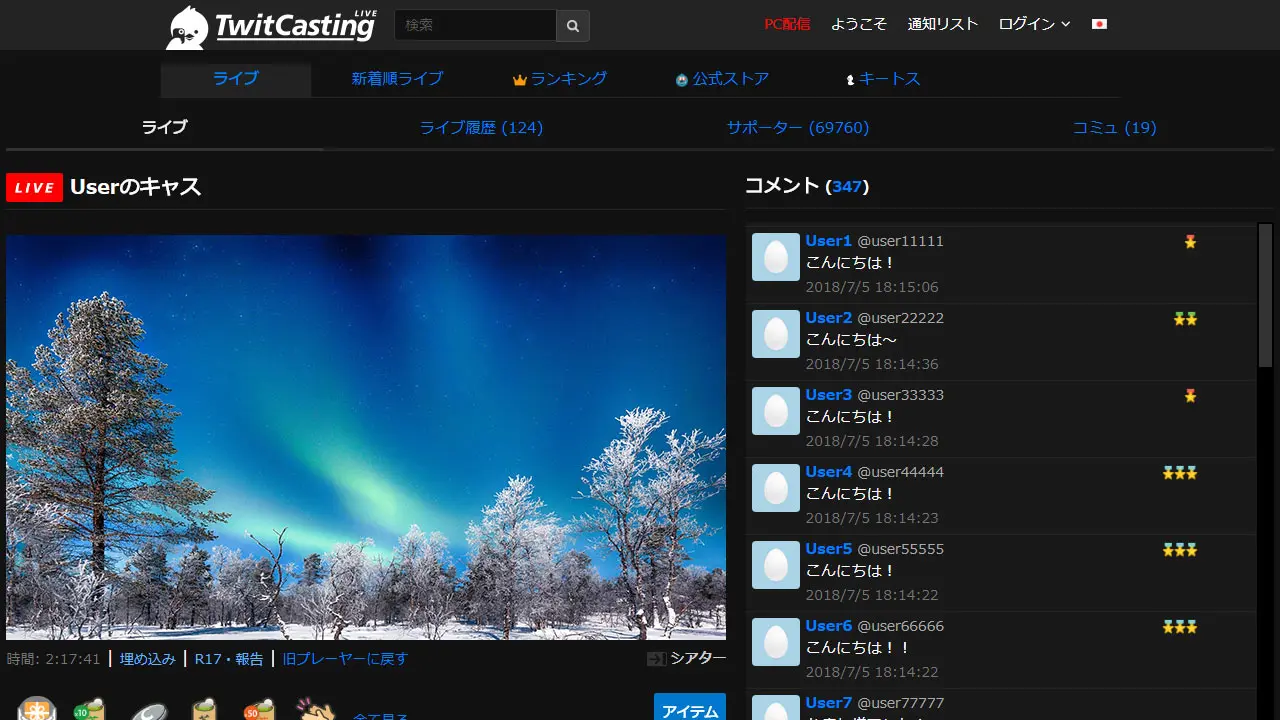 TwitCasting LIVE
検索
PC配信 ようこそ 通知リスト ログイン
ライブ 新着順ライブ ランキング 公式ストア キートス
ライブ ライブ履歴 (124) サポーター (69760) コミュ (19)
LIVE Userのキャス
時間: 2:17:41 | 埋め込み | R17・報告 | 旧プレーヤーに戻す
シアター
x10
x50
全て見る
アイテム
コメント (347)
User1 @user11111
こんにちは！
2018/7/5 18:15:06
User2 @user22222
こんにちは～
2018/7/5 18:14:36
User3 @user33333
こんにちは！
2018/7/5 18:14:28
User4 @user44444
こんにちは！
2018/7/5 18:14:23
User5 @user55555
こんにちは！
2018/7/5 18:14:22
User6 @user66666
こんにちは！！
2018/7/5 18:14:22
User7 @user77777